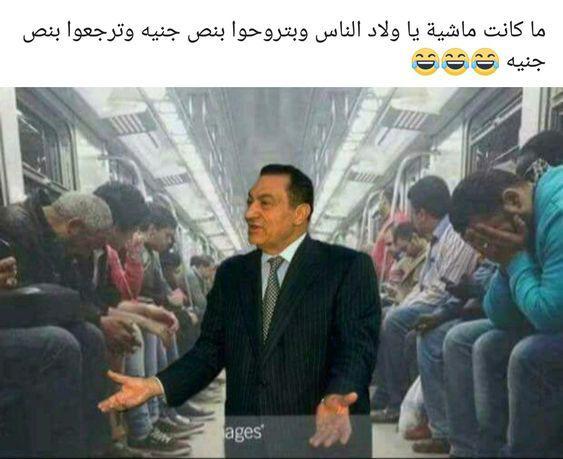 ما كانت ماشية يا ولاد الناس وبتروحوا بنص جنيه وترجعوا بنص
جنيه 😂😂😂
ages'